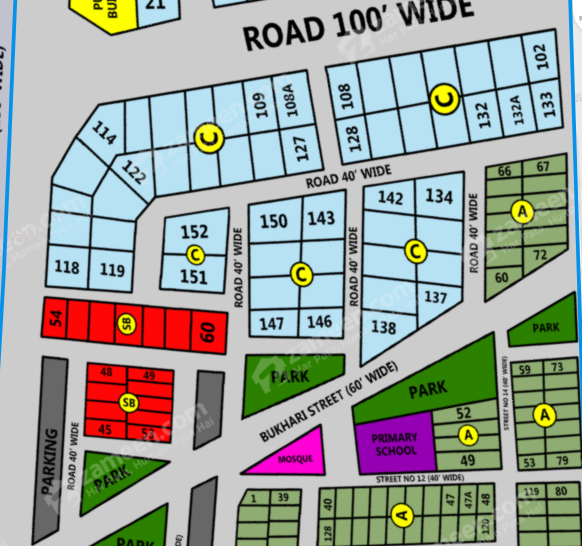 21
ROAD 100' WIDE
102
108
109
108A
114
C
C
132
132A
133
128
127
122
ROAD 40' WIDE
66
67
142
134
A
152
150
143
C
151
ROAD 40' WIDE
C
ROAD 40' WIDE
C
ROAD 40' WIDE
72
60
118
119
137
147
146
138
54
SB
60
PARK
PARK
48
49
PARK
BUKHARI STREET (60' WIDE)
STREET NO 14 (40' WIDE)
59
73
SB
PARK
52
A
A
45
PARKING
ROAD 40' WIDE
PRIMARY
SCHOOL
49
MOSQUE
53
79
PARK
STREET NO 12 (40' WIDE)
1
39
40
47
47A
48
119
80
A
128
120
PARK